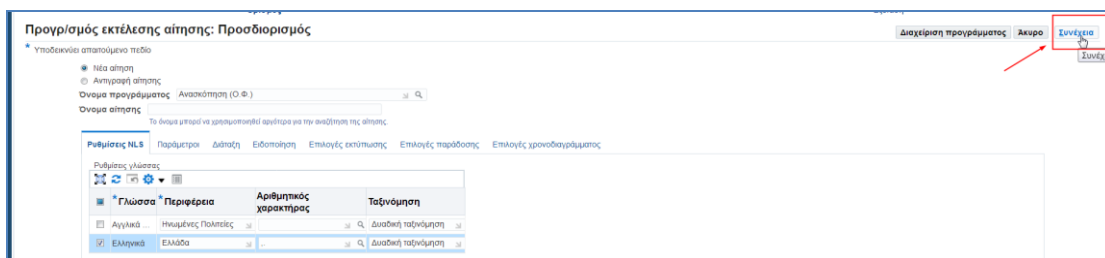 Προγρ/σμός εκτέλεσης αίτησης: Προσδιορισμός
Διαχείριση προγράμματος Άκυρο Συνέχεια
* Υποδεικνύει απαιτούμενο πεδίο
Συνέχ
Νέα αίτηση
Αντιγραφή αίτησης
Όνομα προγράμματος Ανασκόπηση (Ο.Φ.)
Όνομα αίτησης
Το όνομα μπορεί να χρησιμοποιηθεί αργότερα για την αναζήτηση της αίτησης.
Ρυθμίσεις NLS Παράμετροι Διάταξη Ειδοποίηση Επιλογές εκτύπωσης Επιλογές παράδοσης Επιλογές χρονοδιαγράμματος
Ρυθμίσεις γλώσσας
*Γλώσσα *Περιφέρεια Αριθμητικός χαρακτήρας Ταξινόμηση
Αγγλικά ... Ηνωμένες Πολιτείες Δυαδική ταξινόμηση
Ελληνικά Ελλάδα .. Δυαδική ταξινόμηση